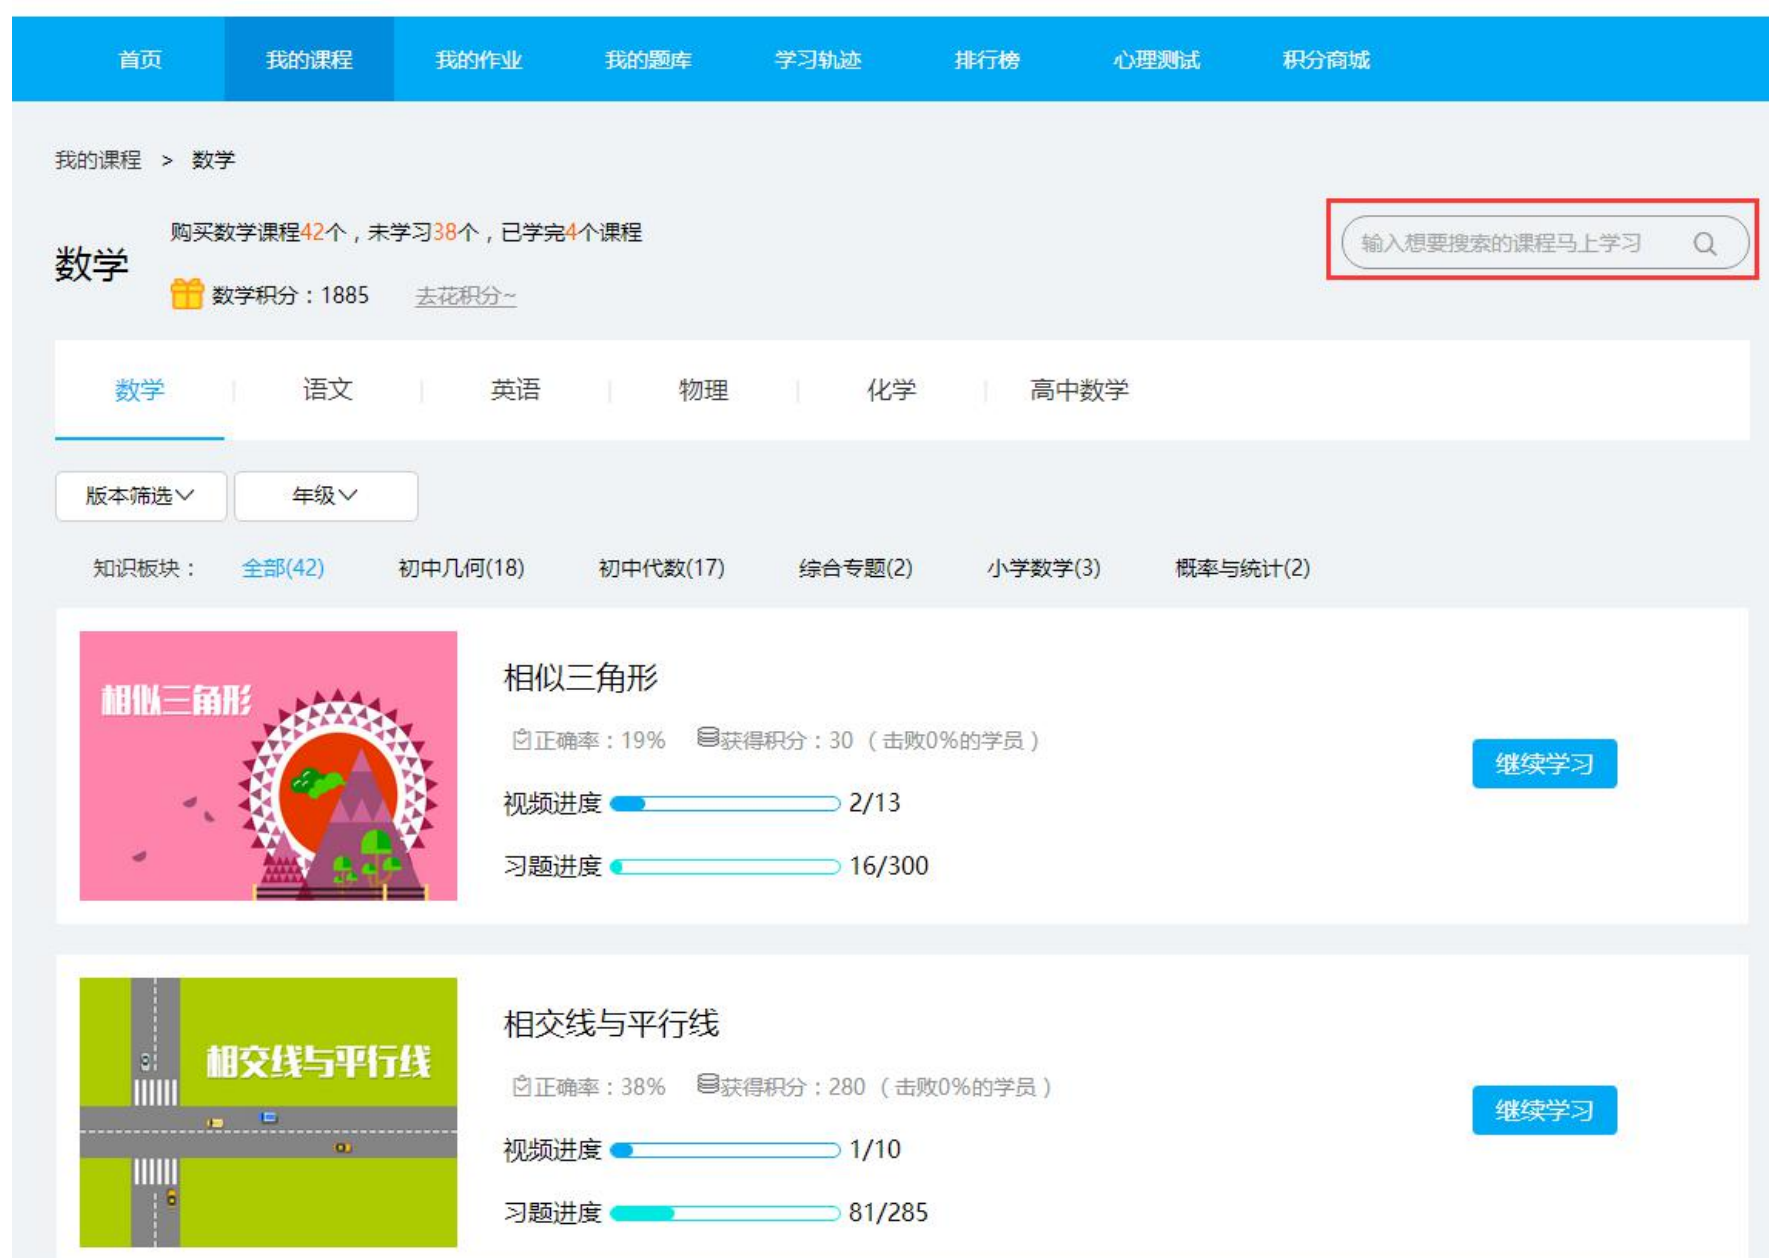 首页 我的课程 我的作业 我的题库 学习轨迹 排行榜 心理测试 积分商城
我的课程 > 数学
数学
购买数学课程42个，未学习38个，已学完4个课程
数学积分：1885 去花积分~
输入想要搜索的课程马上学习
数学 语文 英语 物理 化学 高中数学
版本筛选 年级
知识板块： 全部(42) 初中几何(18) 初中代数(17) 综合专题(2) 小学数学(3) 概率与统计(2)
相似三角形
相似三角形
正确率：19% 获得积分：30（击败0%的学员）
视频进度 2/13
习题进度 16/300
继续学习
相交线与平行线
相交线与平行线
正确率：38% 获得积分：280（击败0%的学员）
视频进度 1/10
习题进度 81/285
继续学习